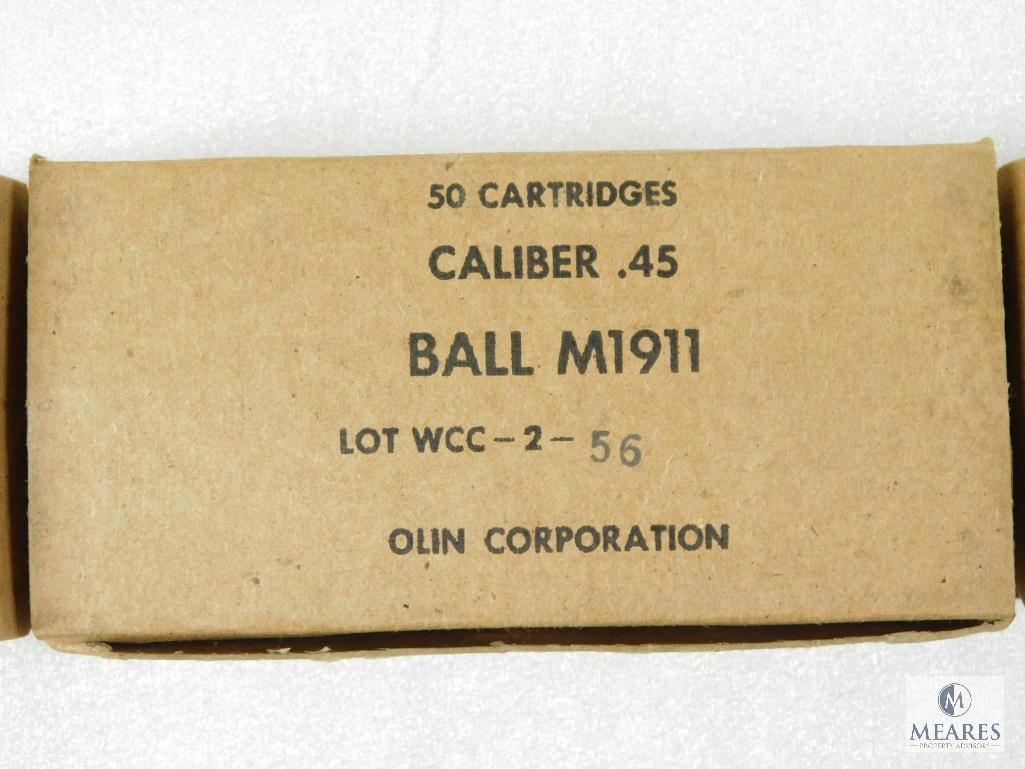 50 CARTRIDGES
CALIBER .45
BALL M1911
LOT WCC-2-56
OLIN CORPORATION
M
MEARES
PROPERTY ADVISORS